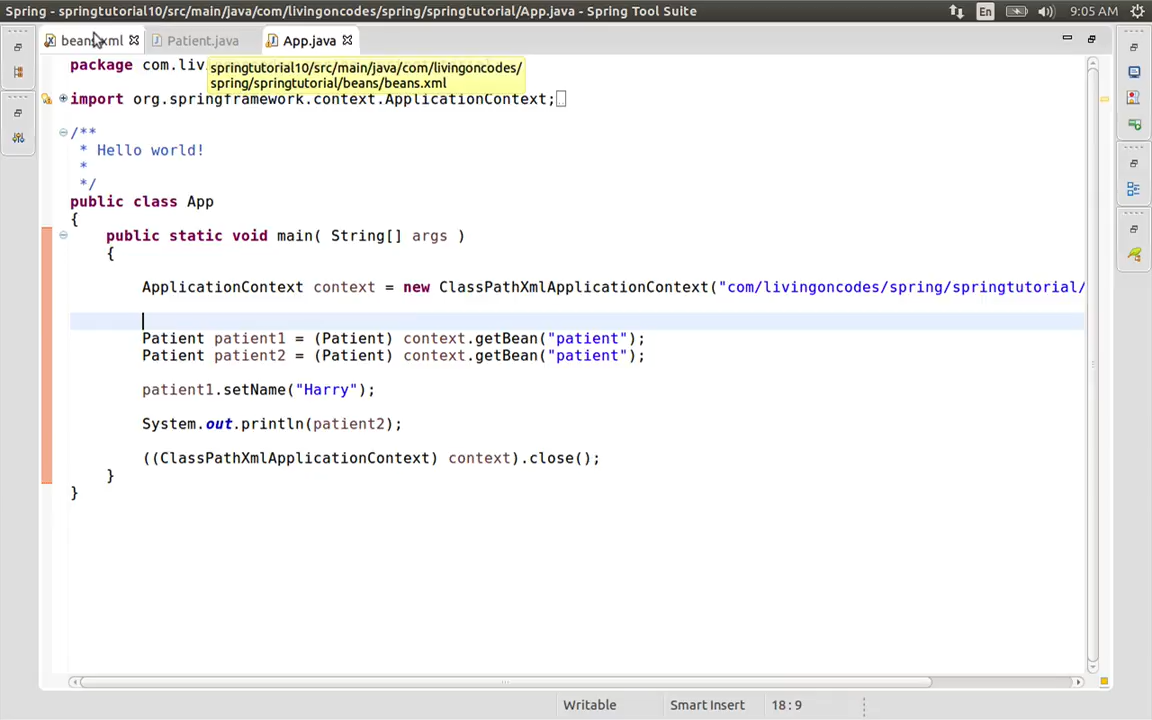 Spring - springtutorial10/src/main/java/com/livingoncodes/spring/springtutorial/App.java - Spring Tool Suite
En
9:05 AM
Patient.java
App.java
package com.liv
springtutorial10/src/main/java/com/livingoncodes/
spring/springtutorial/beans/beans.xml
import org.springframework.context.ApplicationContext;
/**
* Hello world!
*
*/
public class App
{
public static void main( String[] args )
{
ApplicationContext context = new ClassPathXmlApplicationContext("com/livingoncodes/spring/springtutorial/
Patient patient1 = (Patient) context.getBean("patient");
Patient patient2 = (Patient) context.getBean("patient");
patient1.setName("Harry");
System.out.println(patient2);
((ClassPathXmlApplicationContext) context).close();
}
}
Writable
Smart Insert
18 : 9